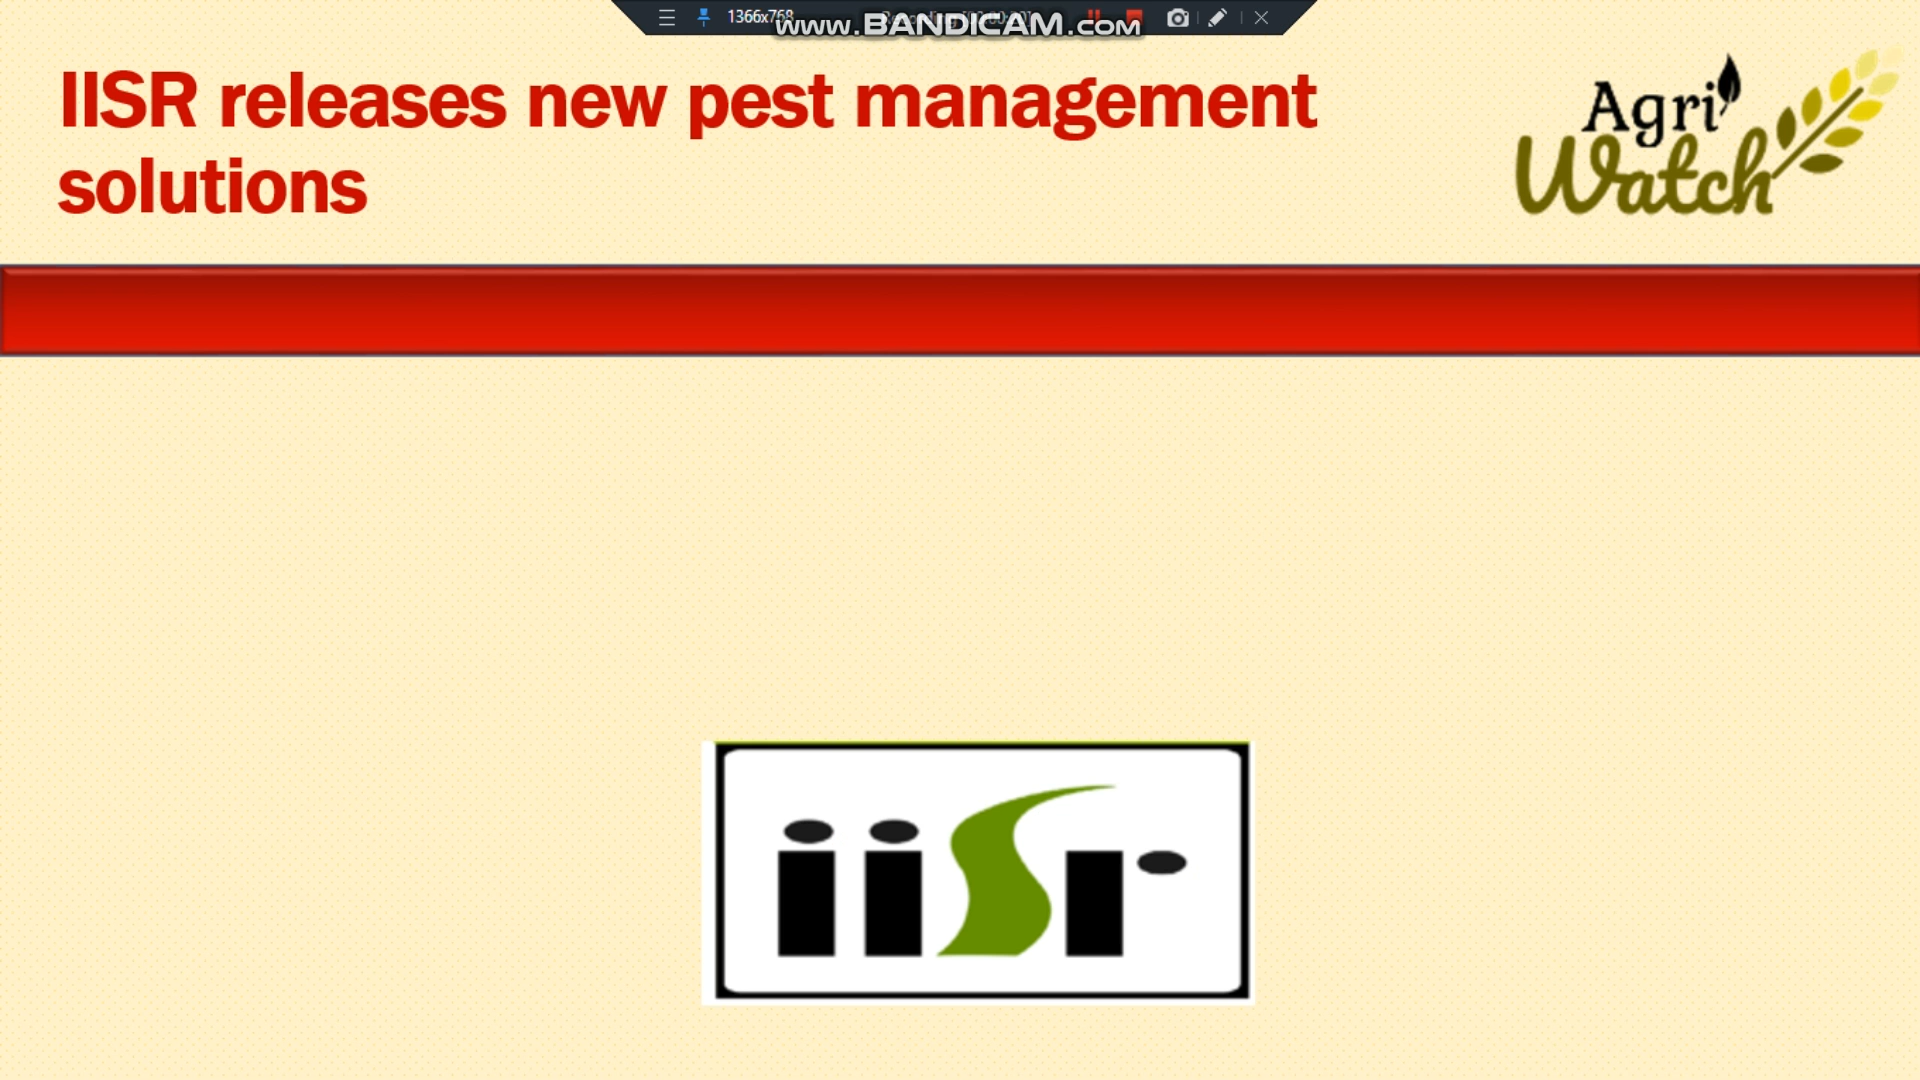 1366x768
www.BANDICAM.com
IISR releases new pest management
solutions
Agri
Watch
iisr